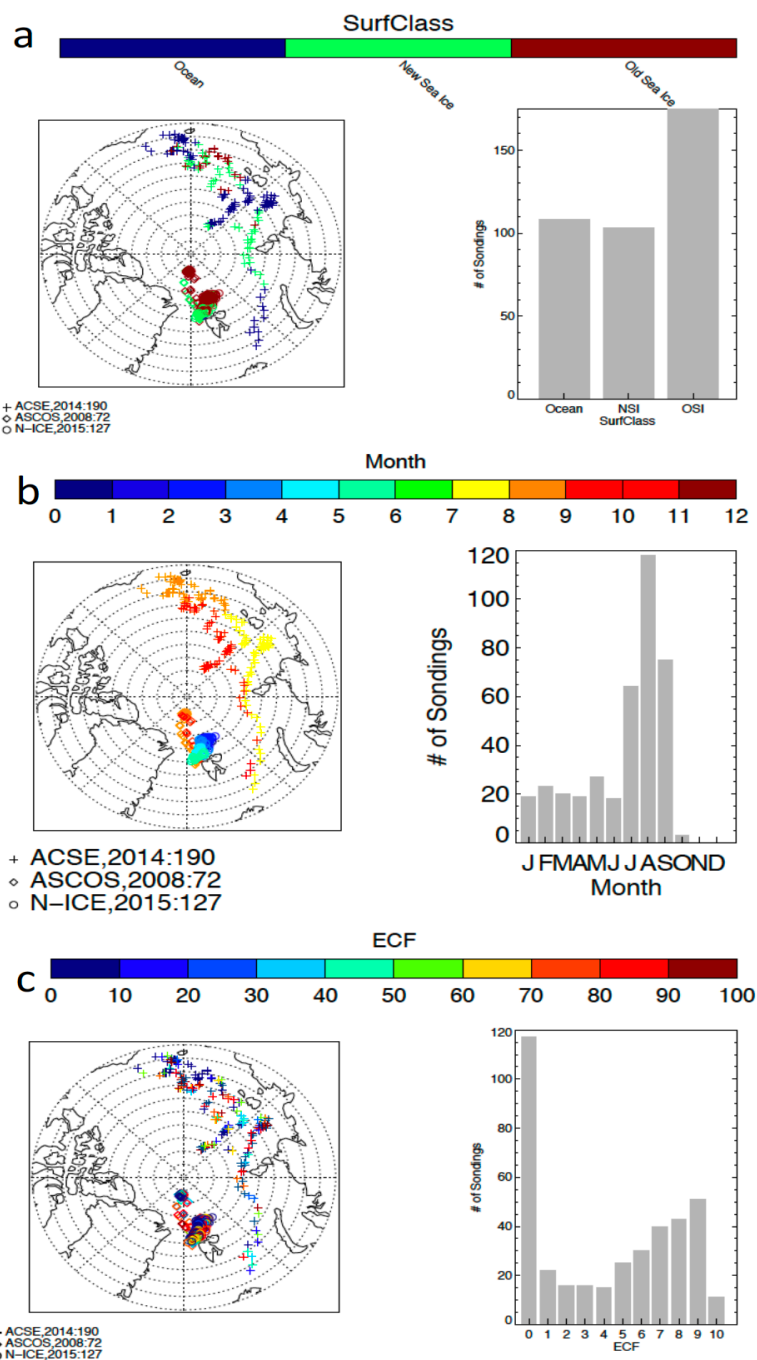 a
SurfClass
Ocean
New Sea Ice
Old Sea Ice
150
100
50
0
# of Sondings
Ocean NSI OSI
SurfClass
+ ACSE,2014:190
◇ ASCOS,2008:72
○ N-ICE,2015:127
b
Month
0 1 2 3 4 5 6 7 8 9 10 11 12
120
100
80
60
40
20
0
# of Sondings
J F M A M J J A S O N D
Month
+ ACSE,2014:190
◇ ASCOS,2008:72
○ N-ICE,2015:127
c
ECF
0 10 20 30 40 50 60 70 80 90 100
120
100
80
60
40
20
0
# of Sondings
0 1 2 3 4 5 6 7 8 9 10
ECF
ACSE,2014:190
ASCOS,2008:72
N-ICE,2015:127